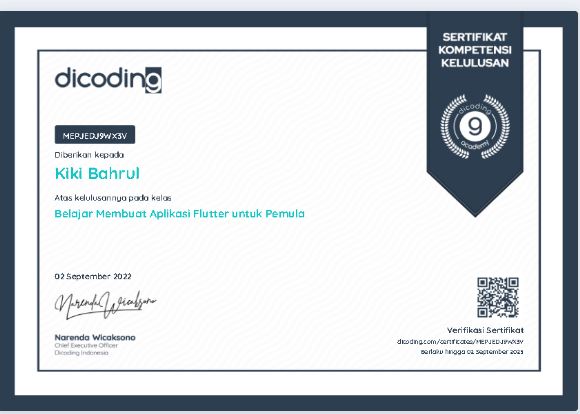 SERTIFIKAT
KOMPETENSI
KELULUSAN
dicoding
dicoding
academy
MEPJEDJ9WX3V
Diberikan kepada
Kiki Bahrul
Atas kelulusannya pada kelas
Belajar Membuat Aplikasi Flutter untuk Pemula
02 September 2022
Narenda Wicaksono
Narenda Wicaksono
Chief Executive Officer
Dicoding Indonesia
Verifikasi Sertifikat
dicoding.com/certificates/MEPJEDJ9WX3V
Berlaku hingga 02 September 2025